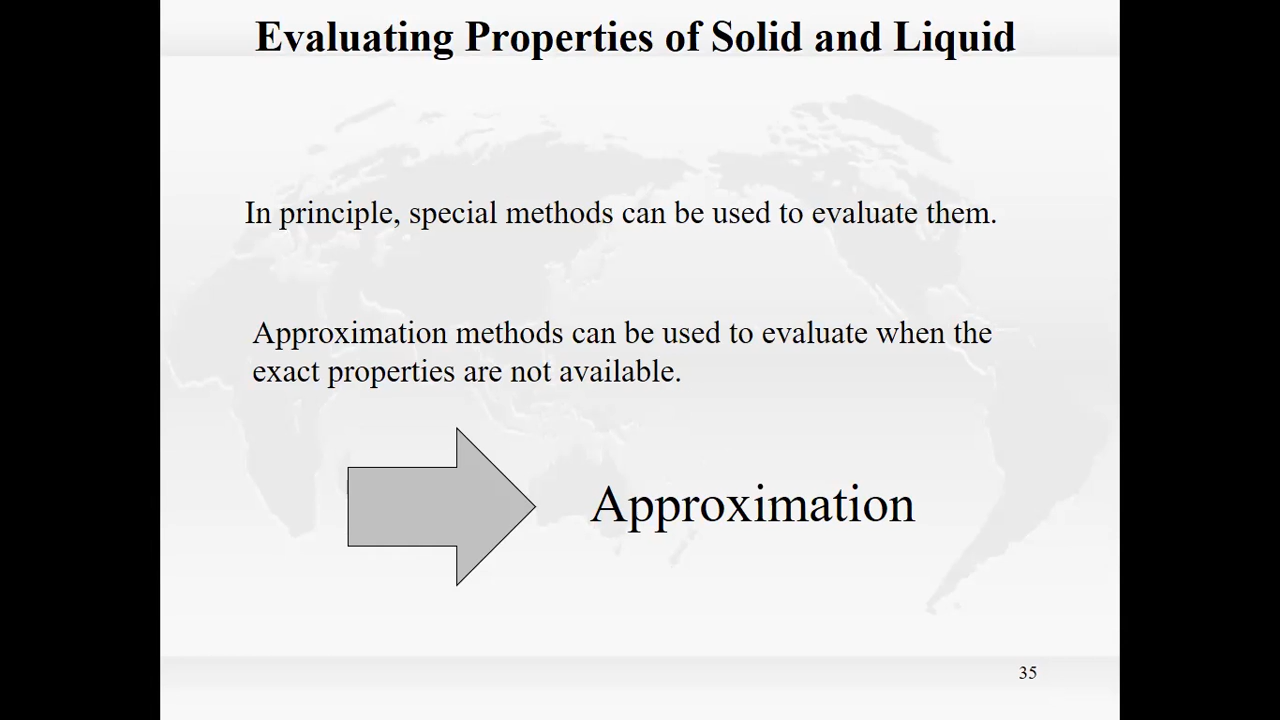 Evaluating Properties of Solid and Liquid
In principle, special methods can be used to evaluate them.
Approximation methods can be used to evaluate when the
exact properties are not available.
Approximation
35